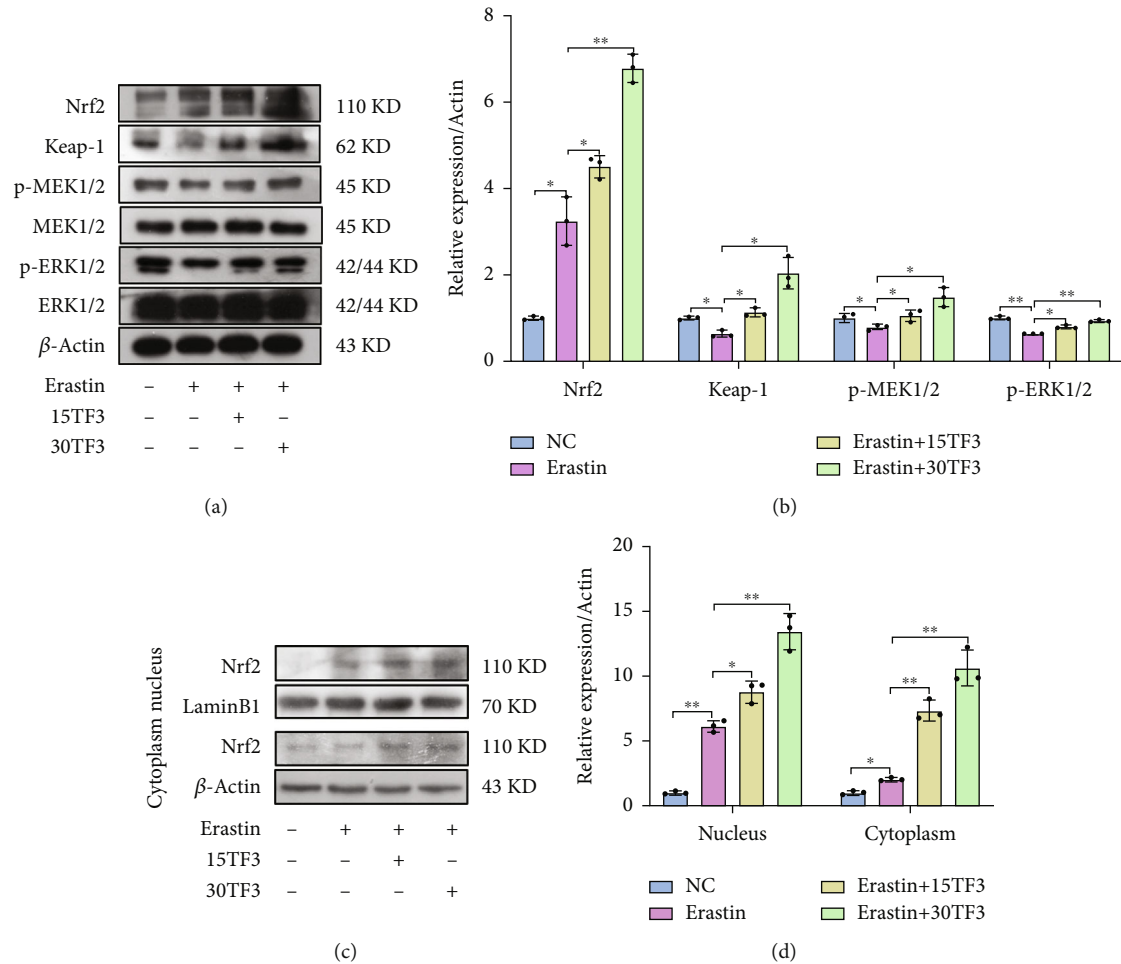 Nrf2 110 KD
Keap-1 62 KD
p-MEK1/2 45 KD
MEK1/2 45 KD
p-ERK1/2 42/44 KD
ERK1/2 42/44 KD
β-Actin 43 KD
Erastin – + + +
15TF3 – – + –
30TF3 – – – +
(a)
Relative expression/Actin
8
6
4
2
0
** 
* *
* * * *
* * * *
** * **
Nrf2 Keap-1 p-MEK1/2 p-ERK1/2
NC Erastin+15TF3
Erastin Erastin+30TF3
(b)
Cytoplasm nucleus
Nrf2 110 KD
LaminB1 70 KD
Nrf2 110 KD
β-Actin 43 KD
Erastin – + + +
15TF3 – – + –
30TF3 – – – +
(c)
Relative expression/Actin
20
15
10
5
0
** * **
* ** **
Nucleus Cytoplasm
NC Erastin+15TF3
Erastin Erastin+30TF3
(d)